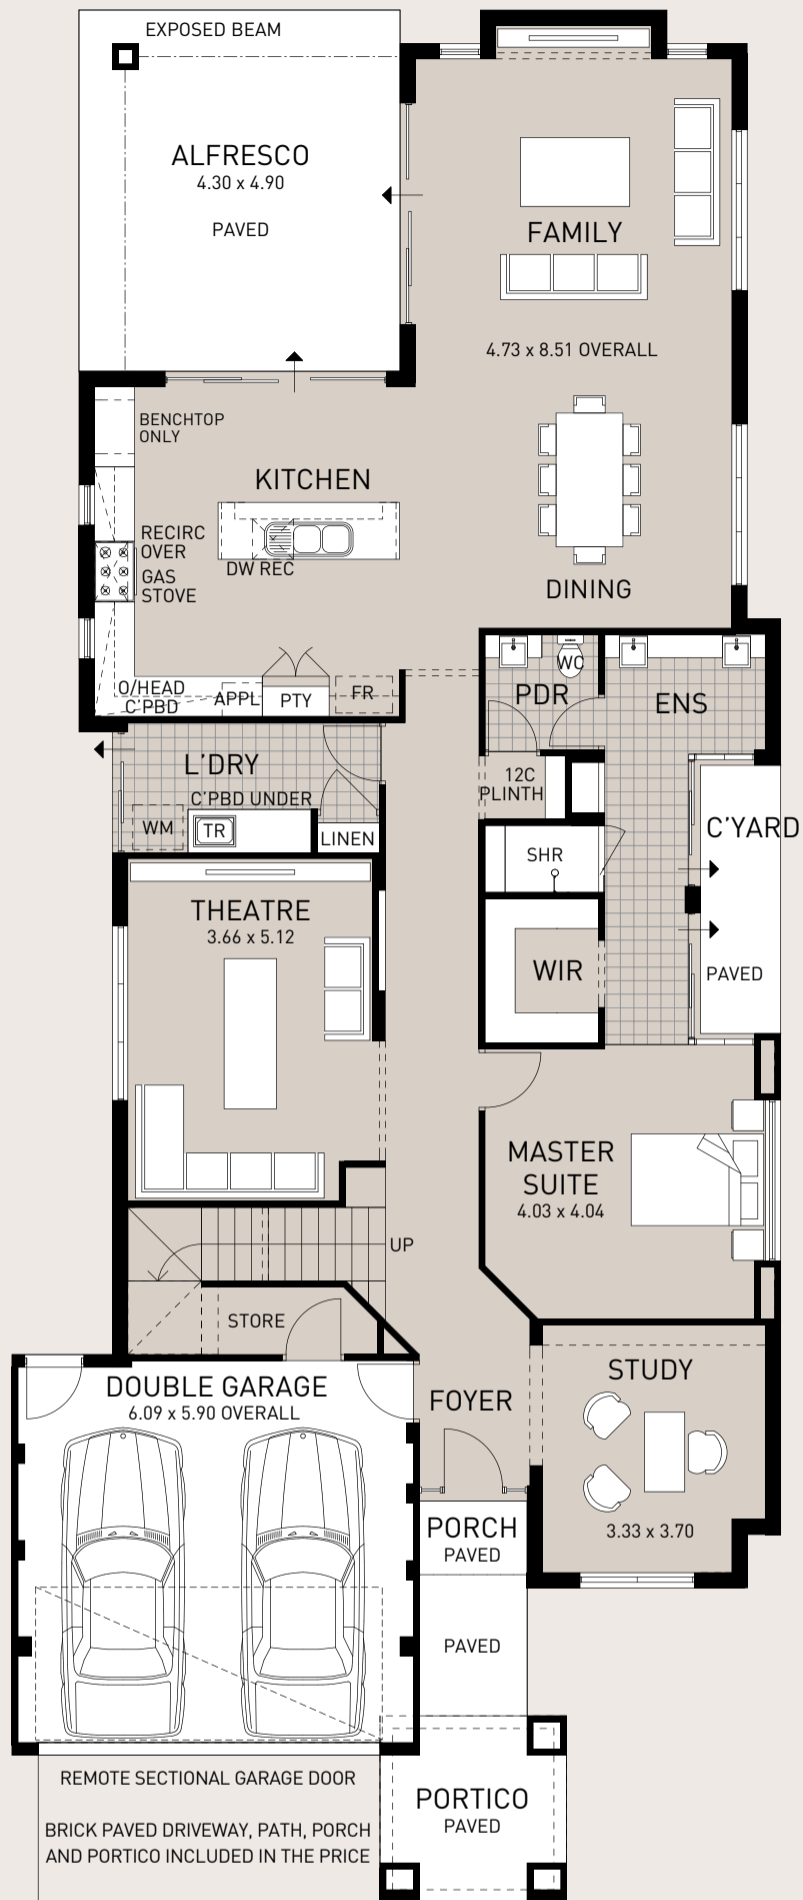 EXPOSED BEAM
ALFRESCO
4.30 x 4.90
PAVED
FAMILY
4.73 x 8.51 OVERALL
BENCHTOP
ONLY
KITCHEN
RECIRC
OVER
GAS
STOVE
DW REC
DINING
O/HEAD
C'PBD
APPL
PTY
FR
WC
PDR
ENS
L'DRY
C'PBD UNDER
WM
TR
LINEN
12C
PLINTH
C'YARD
SHR
THEATRE
3.66 x 5.12
WIR
PAVED
MASTER
SUITE
4.03 x 4.04
UP
STORE
DOUBLE GARAGE
6.09 x 5.90 OVERALL
FOYER
STUDY
3.33 x 3.70
PORCH
PAVED
PAVED
REMOTE SECTIONAL GARAGE DOOR
PORTICO
PAVED
BRICK PAVED DRIVEWAY, PATH, PORCH
AND PORTICO INCLUDED IN THE PRICE